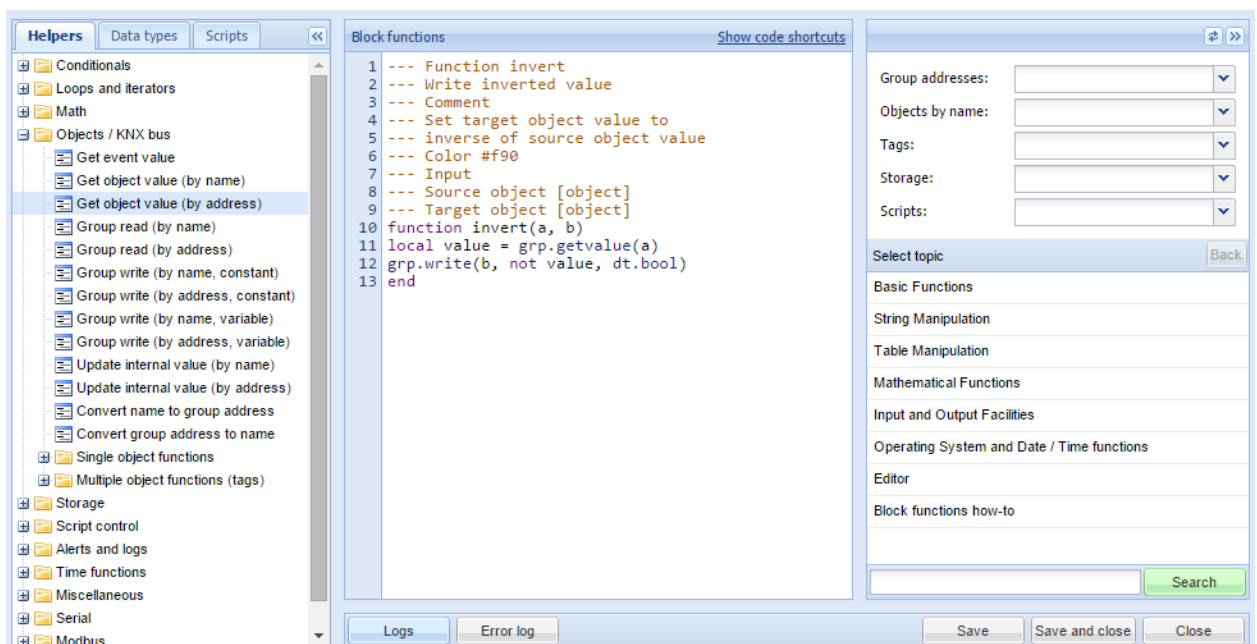 Helpers
Data types
Scripts
Conditionals
Loops and iterators
Math
Objects / KNX bus
Get event value
Get object value (by name)
Get object value (by address)
Group read (by name)
Group read (by address)
Group write (by name, constant)
Group write (by address, constant)
Group write (by name, variable)
Group write (by address, variable)
Update internal value (by name)
Update internal value (by address)
Convert name to group address
Convert group address to name
Single object functions
Multiple object functions (tags)
Storage
Script control
Alerts and logs
Time functions
Miscellaneous
Serial
Modbus
Block functions
Show code shortcuts
1 --- Function invert
2 --- Write inverted value
3 --- Comment
4 --- Set target object value to
5 --- inverse of source object value
6 --- Color #f90
7 --- Input
8 --- Source object [object]
9 --- Target object [object]
10 function invert(a, b)
11 local value = grp.getvalue(a)
12 grp.write(b, not value, dt.bool)
13 end
Logs
Error log
Group addresses:
Objects by name:
Tags:
Storage:
Scripts:
Select topic
Back
Basic Functions
String Manipulation
Table Manipulation
Mathematical Functions
Input and Output Facilities
Operating System and Date / Time functions
Editor
Block functions how-to
Search
Save
Save and close
Close